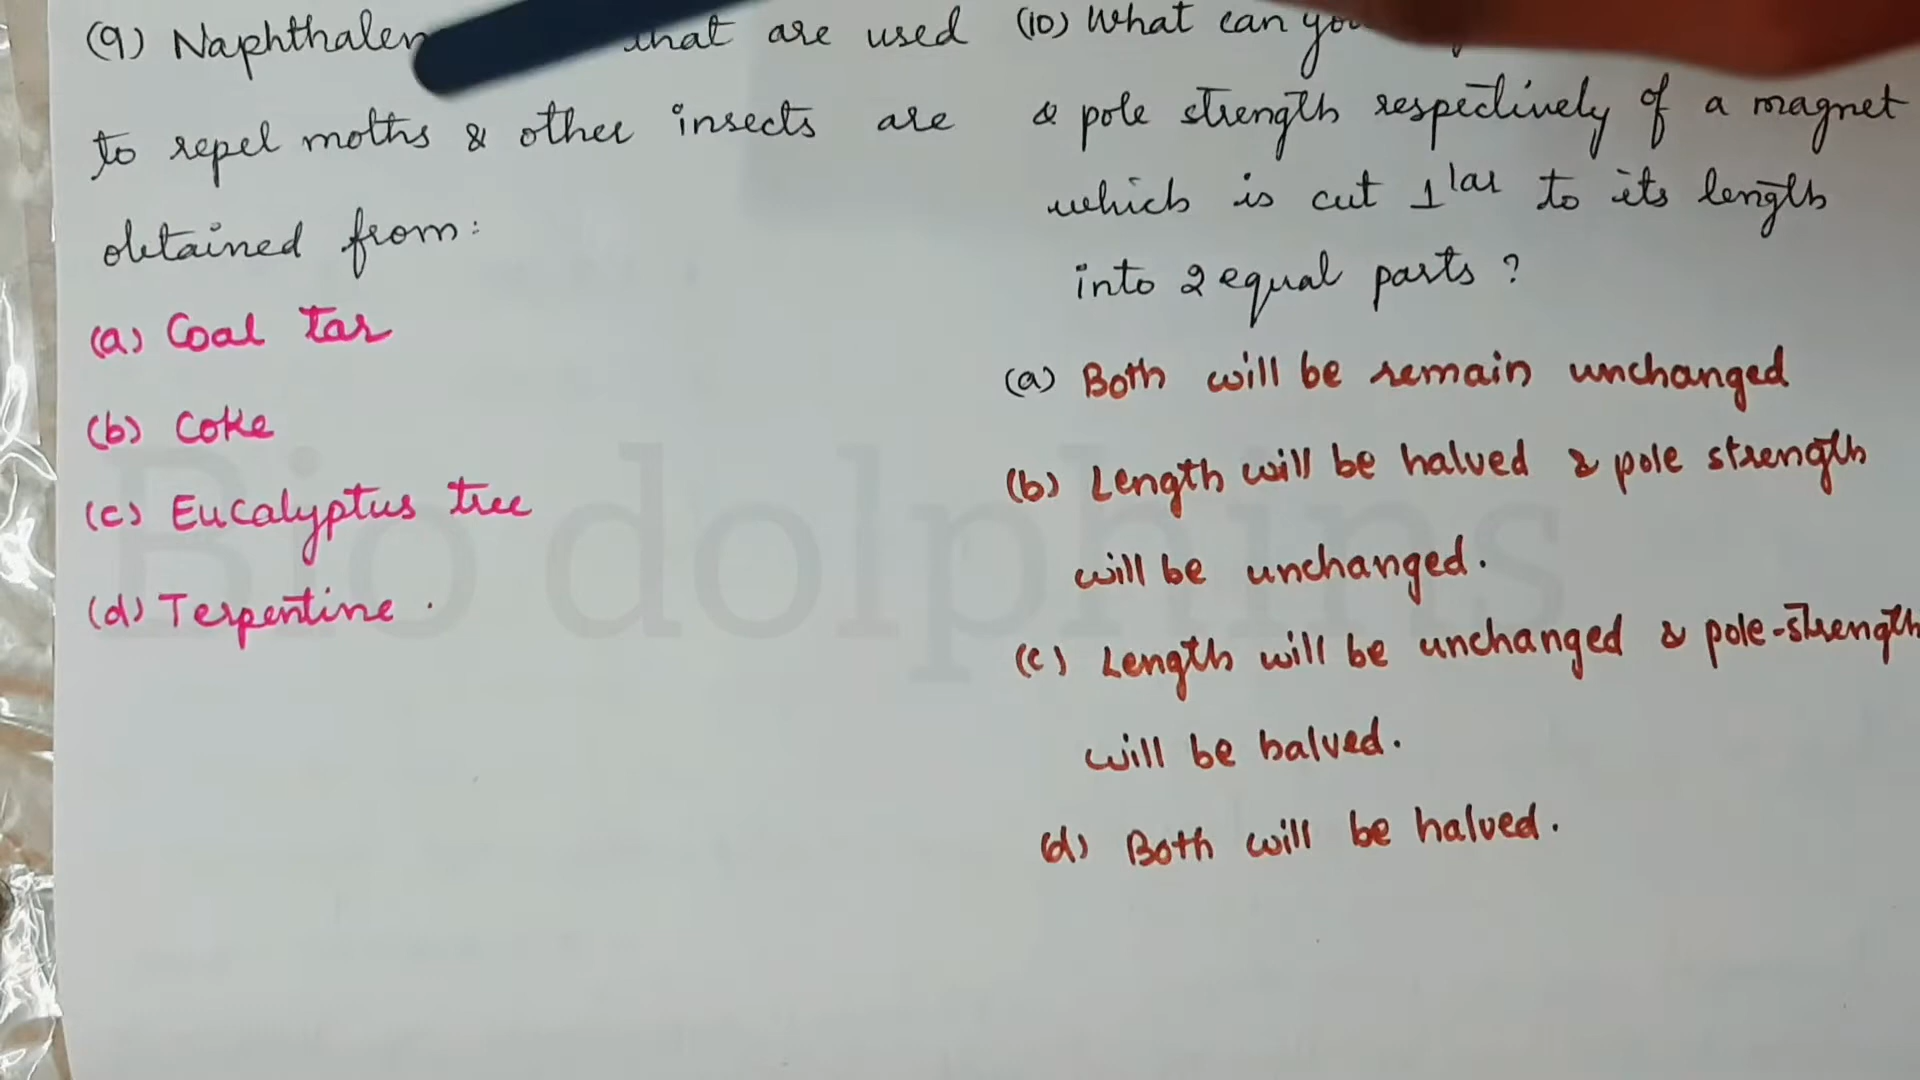 (9) that are used
to repel moths & other insects are
obtained from:
(a) Coal tar
(b) Coke
(c) Eucalyptus tree
(d) Terpentine.
(10) What can
& pole strength respectively of a magnet
which is cut ⊥lar to its length
into 2 equal parts ?
(a) Both will be remain unchanged
(b) Length will be halved & pole strength
will be unchanged.
(c) Length will be unchanged & pole-strength
will be balved.
(d) Both will be halved.
Bio dolphins